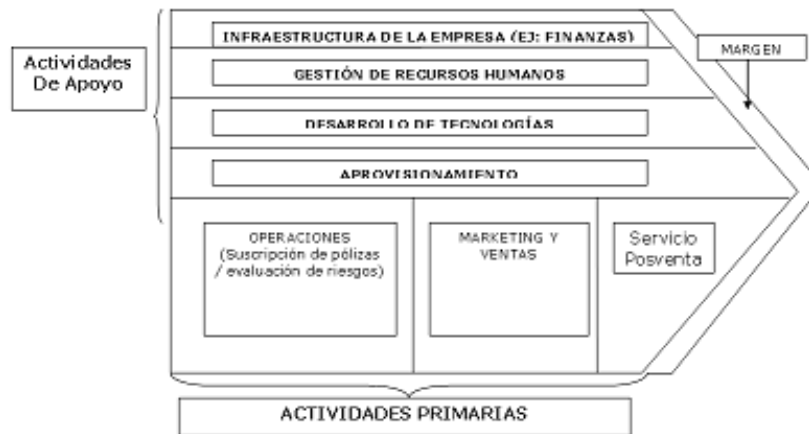 INFRAESTRUCTURA DE LA EMPRESA (EJ: FINANZAS)
MARGEN
Actividades
De Apoyo
GESTIÓN DE RECURSOS HUMANOS
DESARROLLO DE TECNOLOGÍAS
APROVISIONAMIENTO
OPERACIONES
(Suscripción de pólizas
/ evaluación de riesgos)
MARKETING Y
VENTAS
Servicio
Posventa
ACTIVIDADES PRIMARIAS